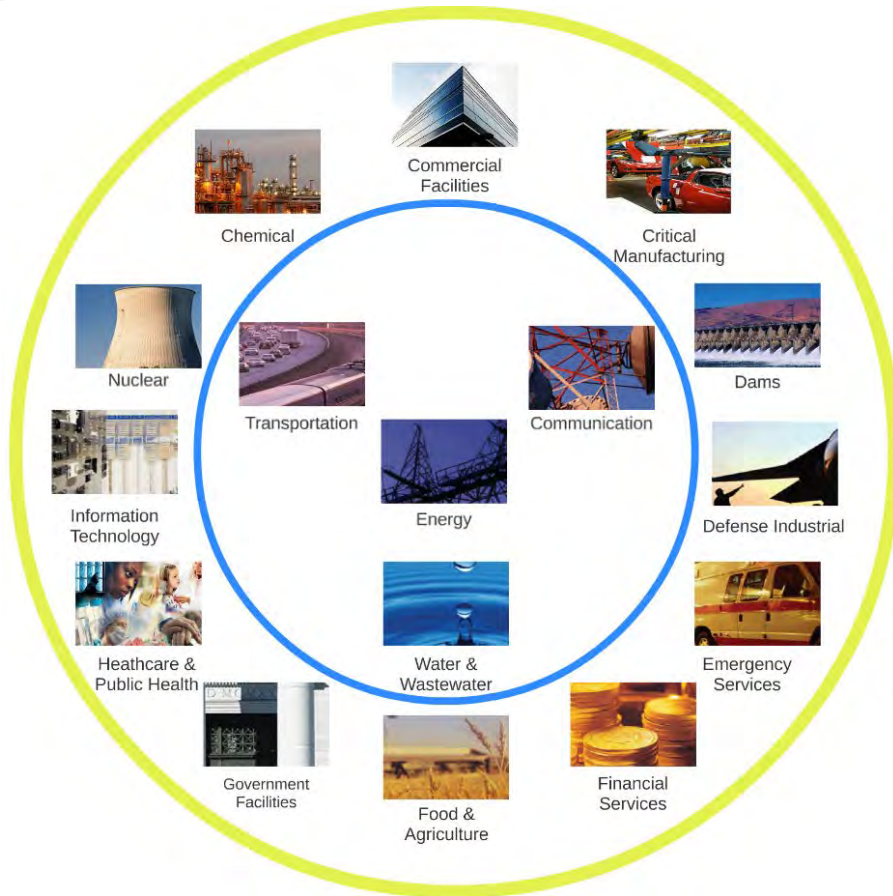 Commercial
Facilities
Chemical
Critical
Manufacturing
Nuclear
Dams
Transportation
Communication
Information
Technology
Energy
Defense Industrial
Heathcare &
Public Health
Water &
Wastewater
Emergency
Services
Government
Facilities
Food &
Agriculture
Financial
Services